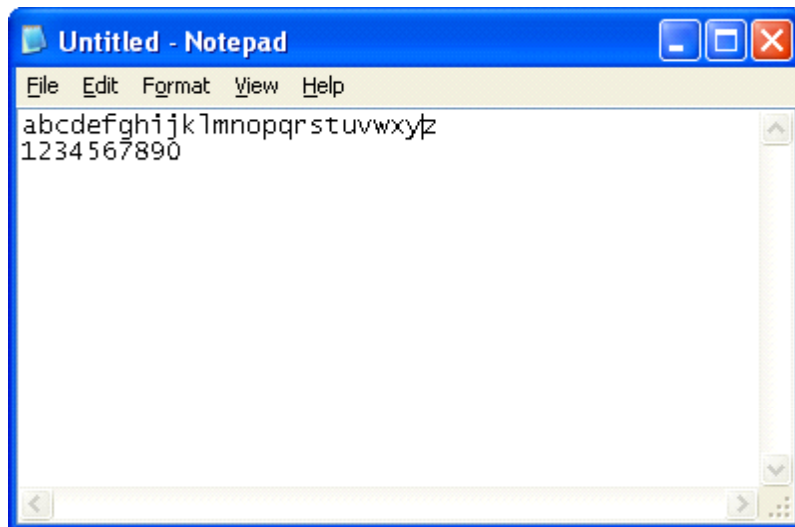 Untitled - Notepad
File Edit Format View Help
abcdefghijklmnopqrstuvwxyz
1234567890